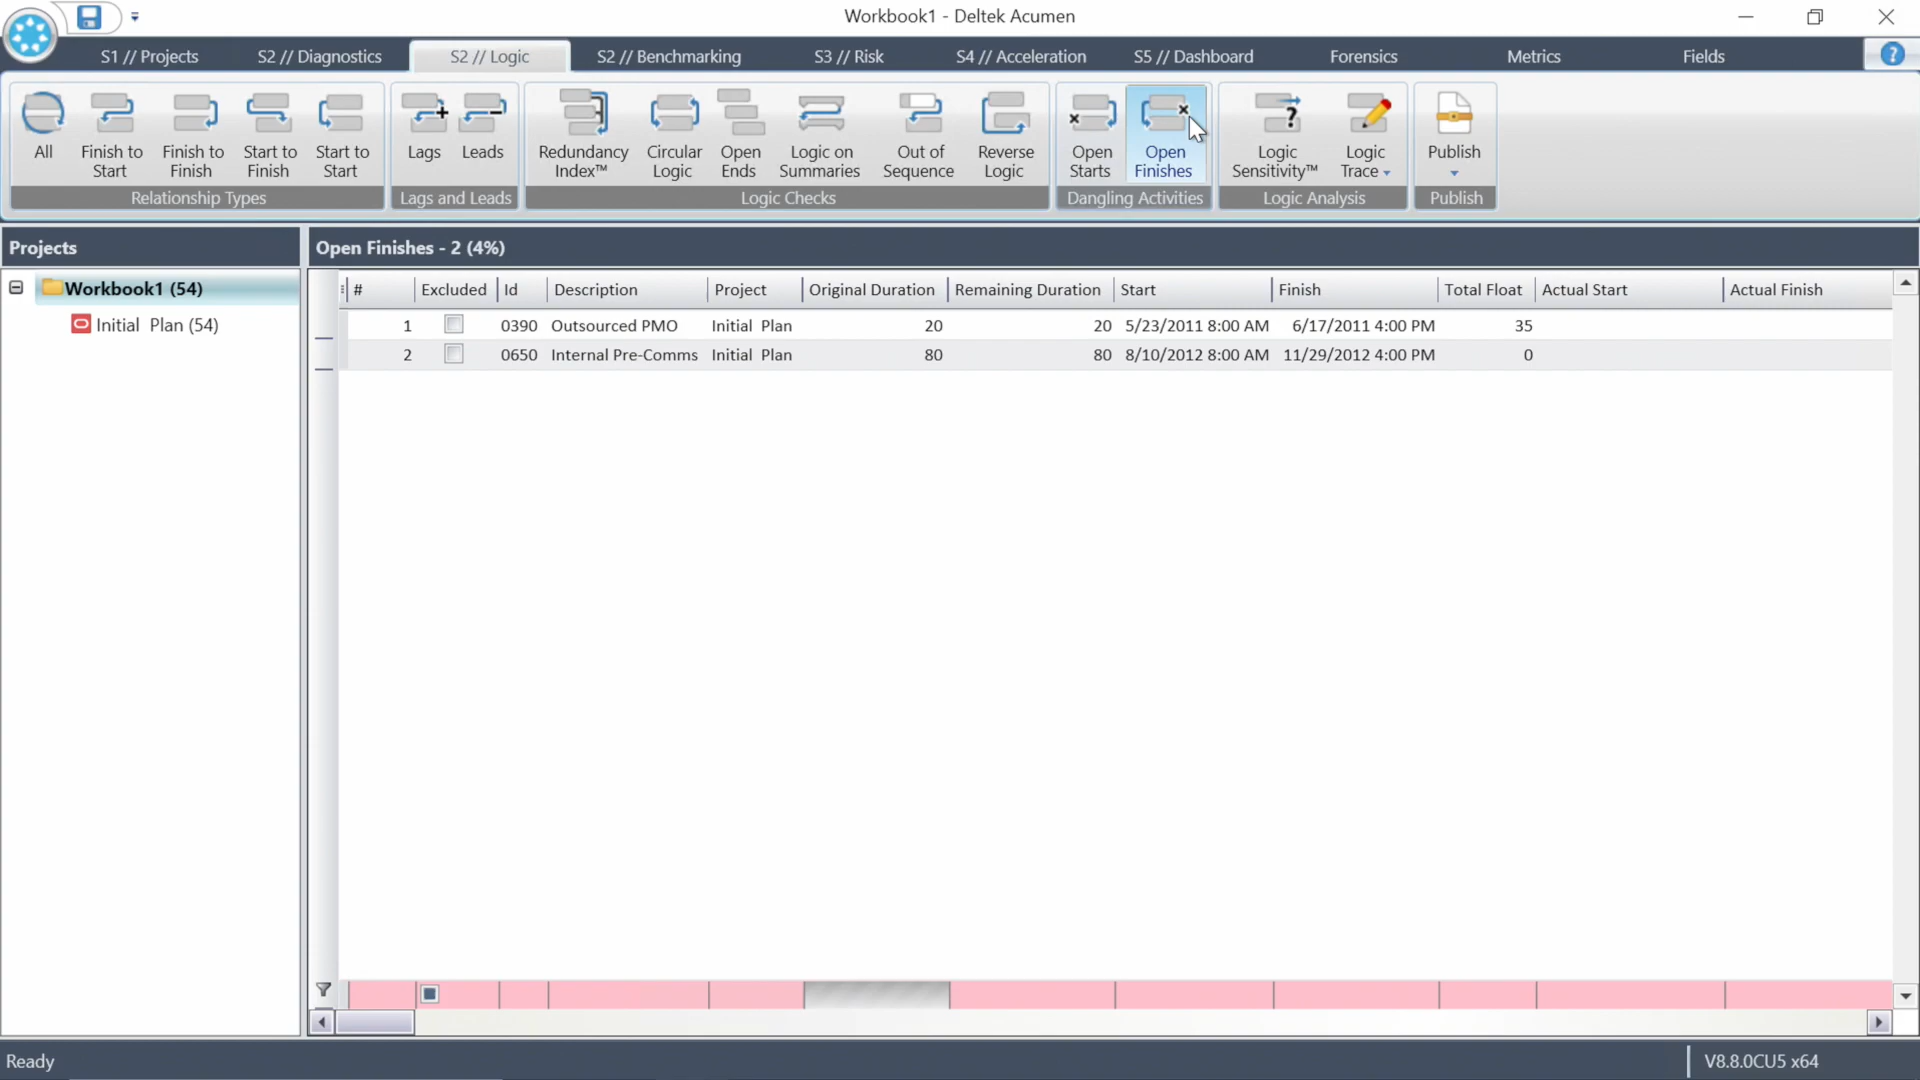 Workbook1 - Deltek Acumen
S1 // Projects S2 // Diagnostics S2 // Logic S2 // Benchmarking S3 // Risk S4 // Acceleration S5 // Dashboard Forensics Metrics Fields
All Finish to Start Finish to Finish Start to Finish Start to Start Lags Leads Redundancy Index™ Circular Logic Open Ends Logic on Summaries Out of Sequence Reverse Logic Open Starts Open Finishes Logic Sensitivity™ Logic Trace Publish
Relationship Types Lags and Leads Logic Checks Dangling Activities Logic Analysis Publish
Projects Open Finishes - 2 (4%)
Workbook1 (54)
Initial Plan (54)
# Excluded Id Description Project Original Duration Remaining Duration Start Finish Total Float Actual Start Actual Finish
1 0390 Outsourced PMO Initial Plan 20 20 5/23/2011 8:00 AM 6/17/2011 4:00 PM 35
2 0650 Internal Pre-Comms Initial Plan 80 80 8/10/2012 8:00 AM 11/29/2012 4:00 PM 0
Ready V8.8.0CU5 x64